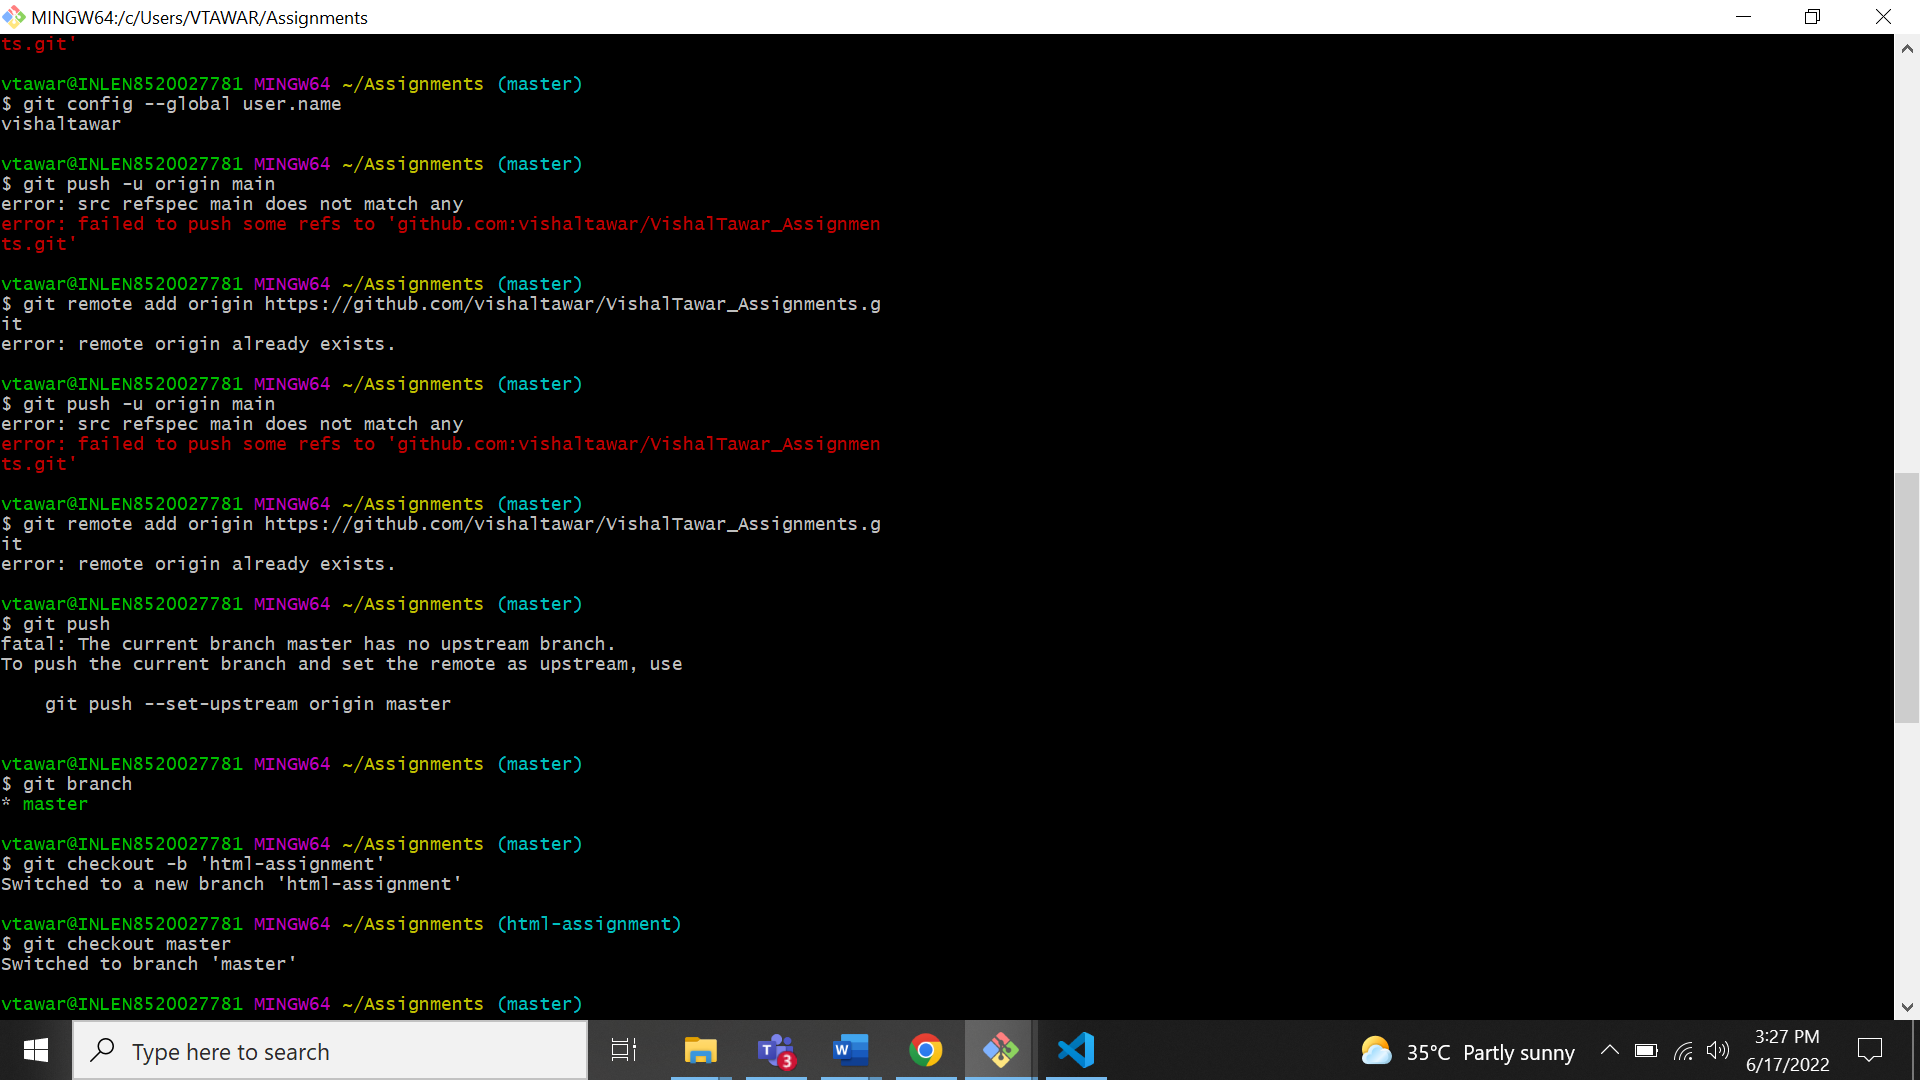 MINGW64:/c/Users/VTAWAR/Assignments
ts.git'
vtawar@INLEN8520027781 MINGW64 ~/Assignments (master)
$ git config --global user.name
vishaltawar
vtawar@INLEN8520027781 MINGW64 ~/Assignments (master)
$ git push -u origin main
error: src refspec main does not match any
error: failed to push some refs to 'github.com:vishaltawar/VishalTawar_Assignmen
ts.git'
vtawar@INLEN8520027781 MINGW64 ~/Assignments (master)
$ git remote add origin https://github.com/vishaltawar/VishalTawar_Assignments.g
it
error: remote origin already exists.
vtawar@INLEN8520027781 MINGW64 ~/Assignments (master)
$ git push -u origin main
error: src refspec main does not match any
error: failed to push some refs to 'github.com:vishaltawar/VishalTawar_Assignmen
ts.git'
vtawar@INLEN8520027781 MINGW64 ~/Assignments (master)
$ git remote add origin https://github.com/vishaltawar/VishalTawar_Assignments.g
it
error: remote origin already exists.
vtawar@INLEN8520027781 MINGW64 ~/Assignments (master)
$ git push
fatal: The current branch master has no upstream branch.
To push the current branch and set the remote as upstream, use
git push --set-upstream origin master
vtawar@INLEN8520027781 MINGW64 ~/Assignments (master)
$ git branch
* master
vtawar@INLEN8520027781 MINGW64 ~/Assignments (master)
$ git checkout -b 'html-assignment'
Switched to a new branch 'html-assignment'
vtawar@INLEN8520027781 MINGW64 ~/Assignments (html-assignment)
$ git checkout master
Switched to branch 'master'
vtawar@INLEN8520027781 MINGW64 ~/Assignments (master)
Type here to search
T
3
W
35°C Partly sunny
3:27 PM
6/17/2022